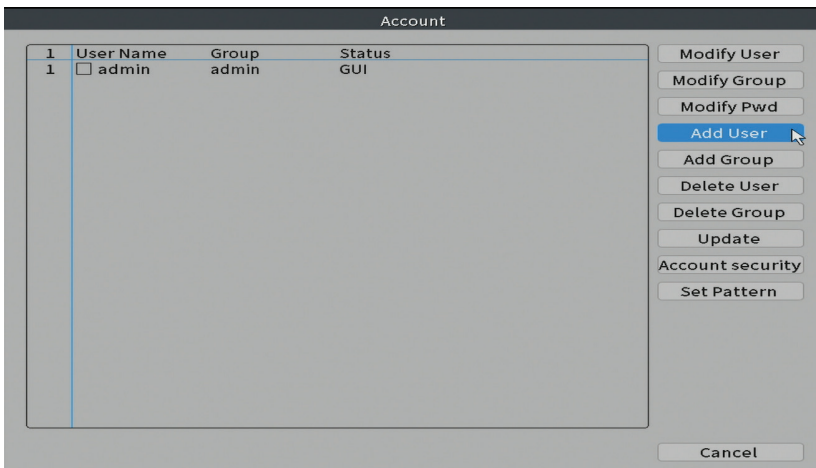 Account
1 User Name Group Status
1 admin admin GUI
Modify User
Modify Group
Modify Pwd
Add User
Add Group
Delete User
Delete Group
Update
Account security
Set Pattern
Cancel